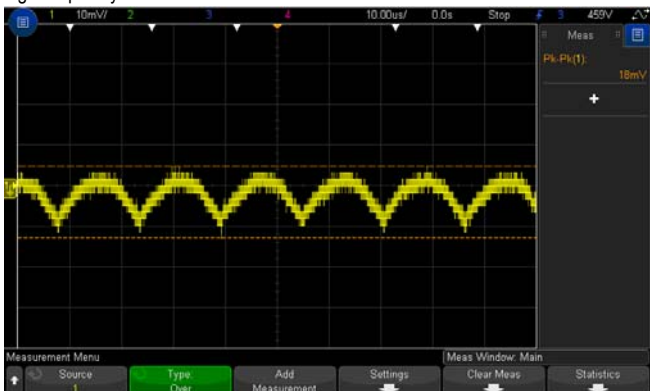 1 10mV/ 2 3 4 10.00us/ 0.0s Stop 3 459V
Meas
Pk-Pk(1):
18mV
Measurement Menu Meas Window: Main
Source Type: Add Settings Clear Meas Statistics
1 Over Measurement